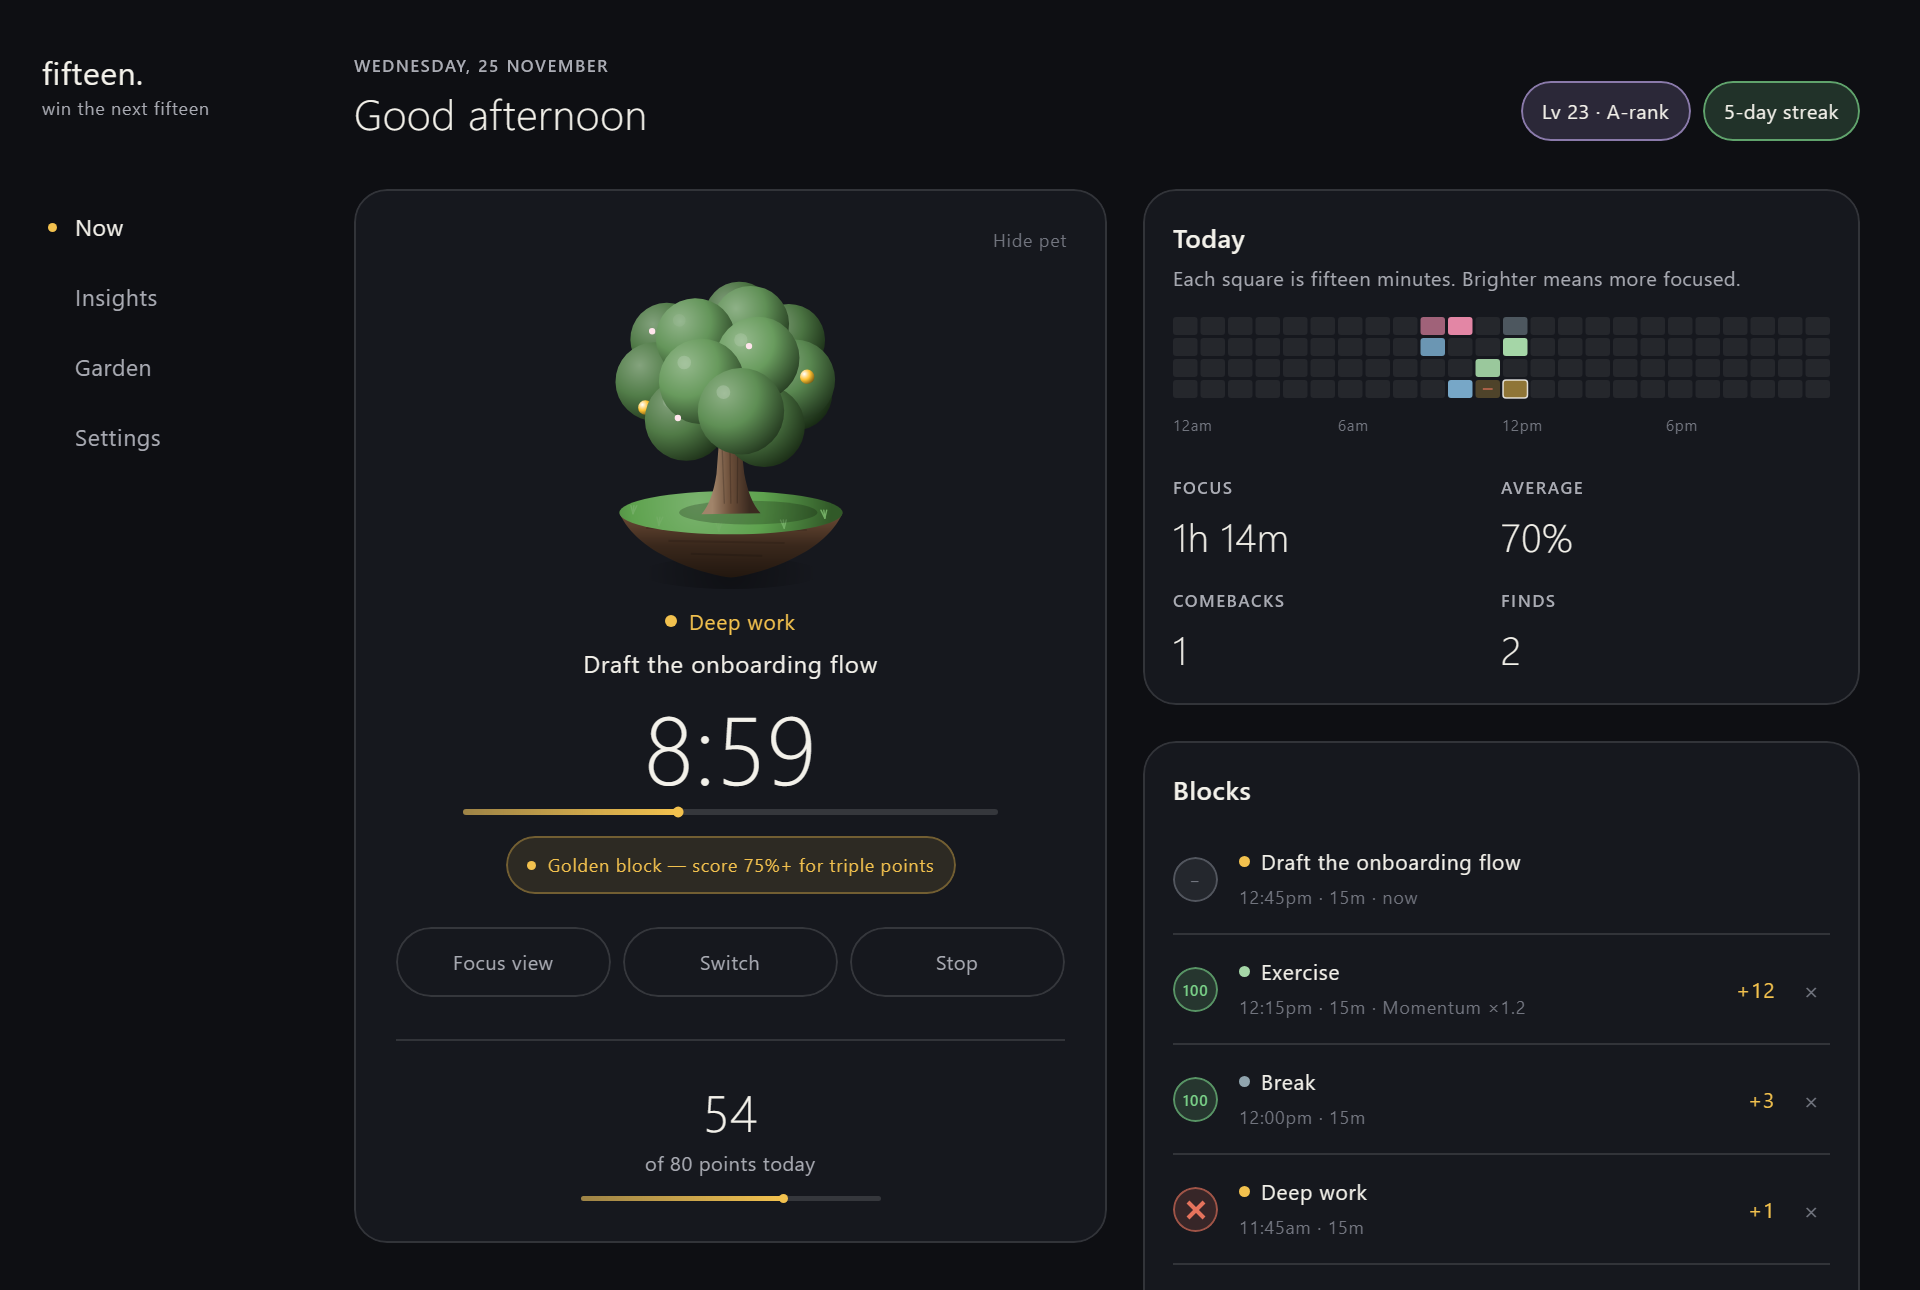 fifteen.
win the next fifteen
Now
Insights
Garden
Settings
WEDNESDAY, 25 NOVEMBER
Good afternoon
Lv 23 · A-rank
5-day streak
Hide pet
Deep work
Draft the onboarding flow
8:59
Golden block — score 75%+ for triple points
Focus view
Switch
Stop
54
of 80 points today
Today
Each square is fifteen minutes. Brighter means more focused.
12am 6am 12pm 6pm
FOCUS
1h 14m
AVERAGE
70%
COMEBACKS
1
FINDS
2
Blocks
–
Draft the onboarding flow
12:45pm · 15m · now
100
Exercise
12:15pm · 15m · Momentum ×1.2
+12 ×
100
Break
12:00pm · 15m
+3 ×
Deep work
11:45am · 15m
+1 ×